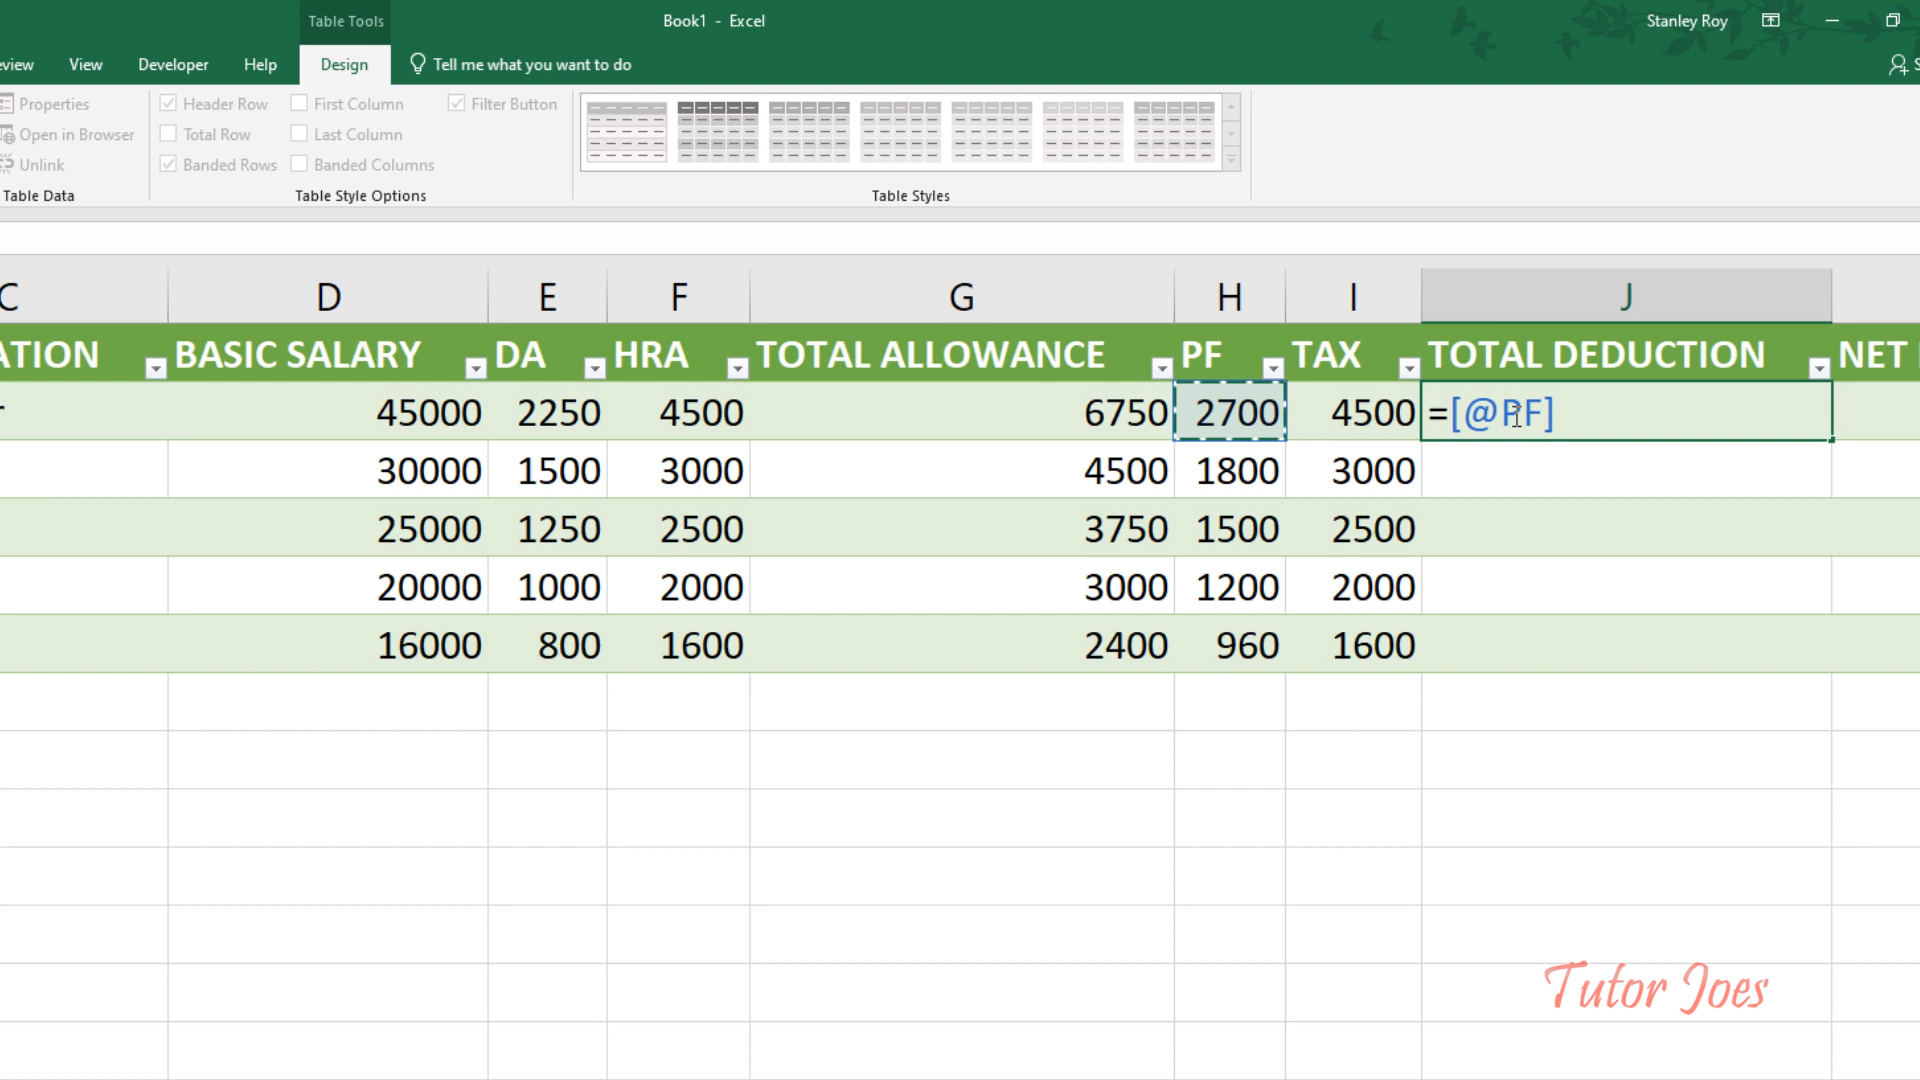 Table Tools
Book1 - Excel
Stanley Roy
eview View Developer Help Design Tell me what you want to do
Properties
Open in Browser
Unlink
Table Data
Header Row First Column Filter Button
Total Row Last Column
Banded Rows Banded Columns
Table Style Options
Table Styles
C D E F G H I J
ATION BASIC SALARY DA HRA TOTAL ALLOWANCE PF TAX TOTAL DEDUCTION NET
45000 2250 4500 6750 2700 4500 =[@PF]
30000 1500 3000 4500 1800 3000
25000 1250 2500 3750 1500 2500
20000 1000 2000 3000 1200 2000
16000 800 1600 2400 960 1600
Tutor Joes